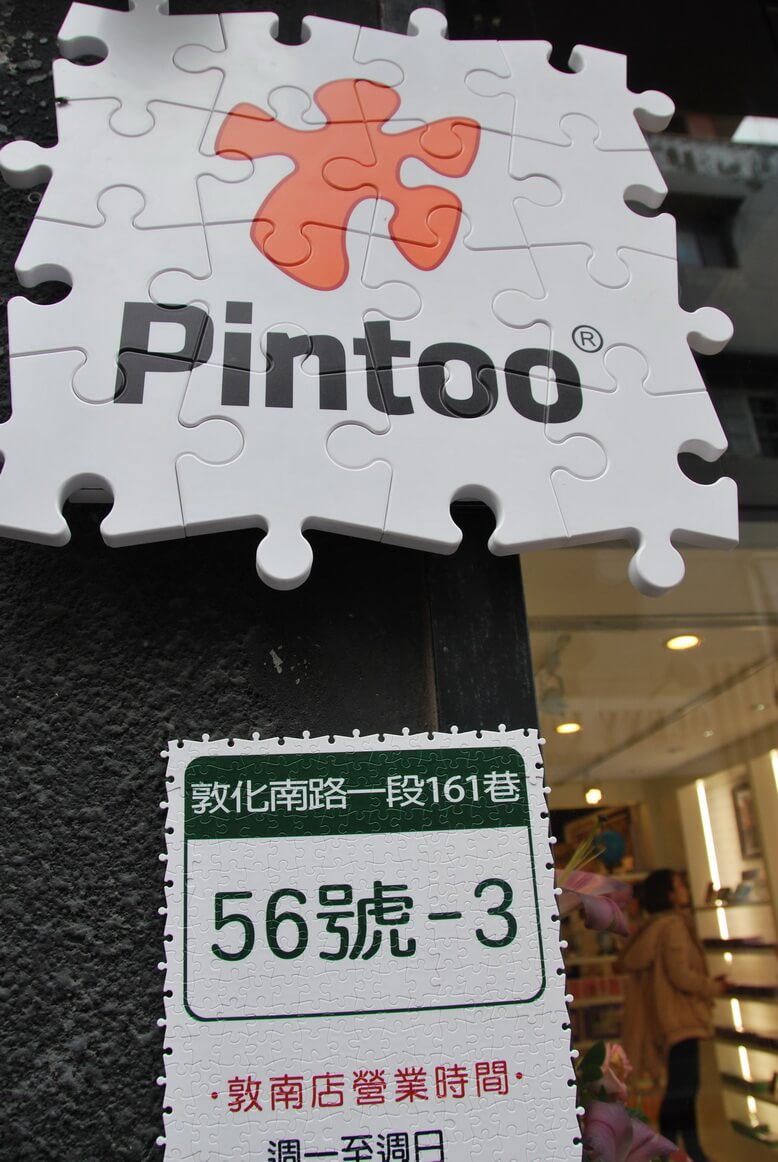 Pintoo®
敦化南路一段161巷
56號-3
·敦南店營業時間·
週一至週日